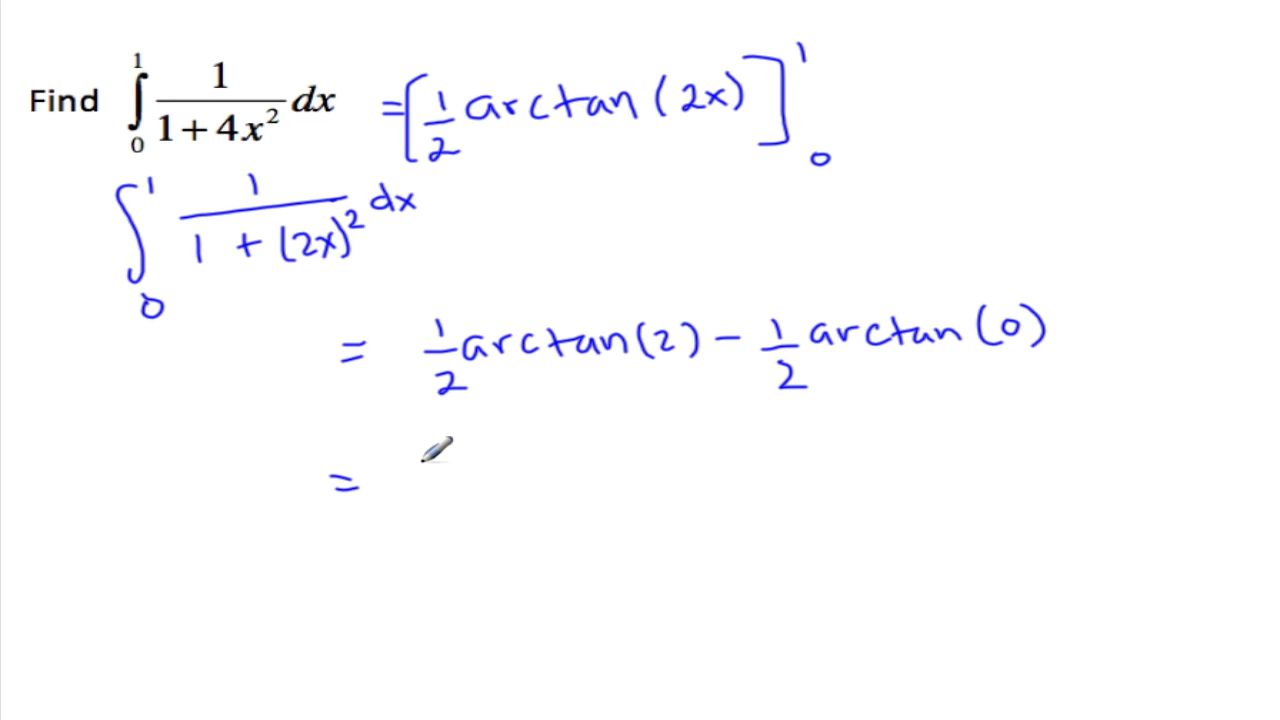 Find ∫₀¹ 1/(1+4x²) dx = [1/2 arctan(2x)]₀¹
∫₀¹ 1/(1 + (2x)²) dx
= 1/2 arctan(2) - 1/2 arctan(0)
=